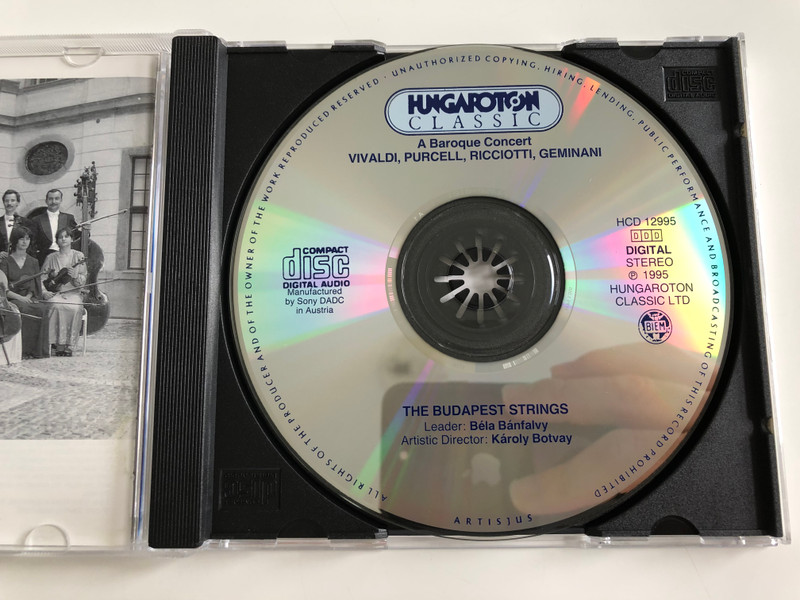 ALL RIGHTS OF THE PRODUCER AND OF THE OWNER OF THE WORK REPRODUCED RESERVED · UNAUTHORIZED COPYING, HIRING, LENDING, PUBLIC PERFORMANCE AND BROADCASTING OF THIS RECORD PROHIBITED
HUNGAROTON
CLASSIC
A Baroque Concert
VIVALDI, PURCELL, RICCIOTTI, GEMINANI
COMPACT
disc
DIGITAL AUDIO
Manufactured
by Sony DADC
in Austria
HCD 12995
DDD
DIGITAL
STEREO
℗ 1995
HUNGAROTON
CLASSIC LTD
BIEM
THE BUDAPEST STRINGS
Leader: Béla Bánfalvy
Artistic Director: Károly Botvay
ARTISJUS
COMPACT
disc